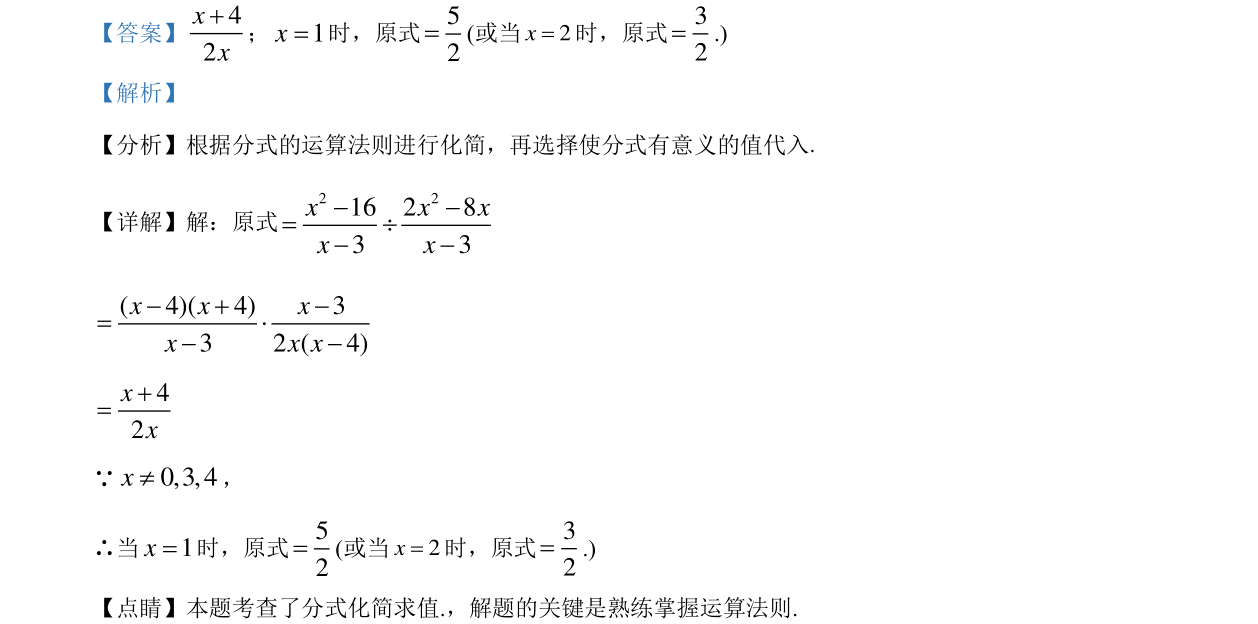 【答案】$\frac{x+4}{2x}$；$x=1$时，原式$=\frac{5}{2}$(或当$x=2$时，原式$=\frac{3}{2}$.)
【解析】
【分析】根据分式的运算法则进行化简，再选择使分式有意义的值代入.
【详解】解：原式$=\frac{x^2-16}{x-3}÷\frac{2x^2-8x}{x-3}$
$=\frac{(x-4)(x+4)}{x-3}·\frac{x-3}{2x(x-4)}$
$=\frac{x+4}{2x}$
∵$x≠0,3,4$，
∴当$x=1$时，原式$=\frac{5}{2}$(或当$x=2$时，原式$=\frac{3}{2}$.)
【点睛】本题考查了分式化简求值.，解题的关键是熟练掌握运算法则.